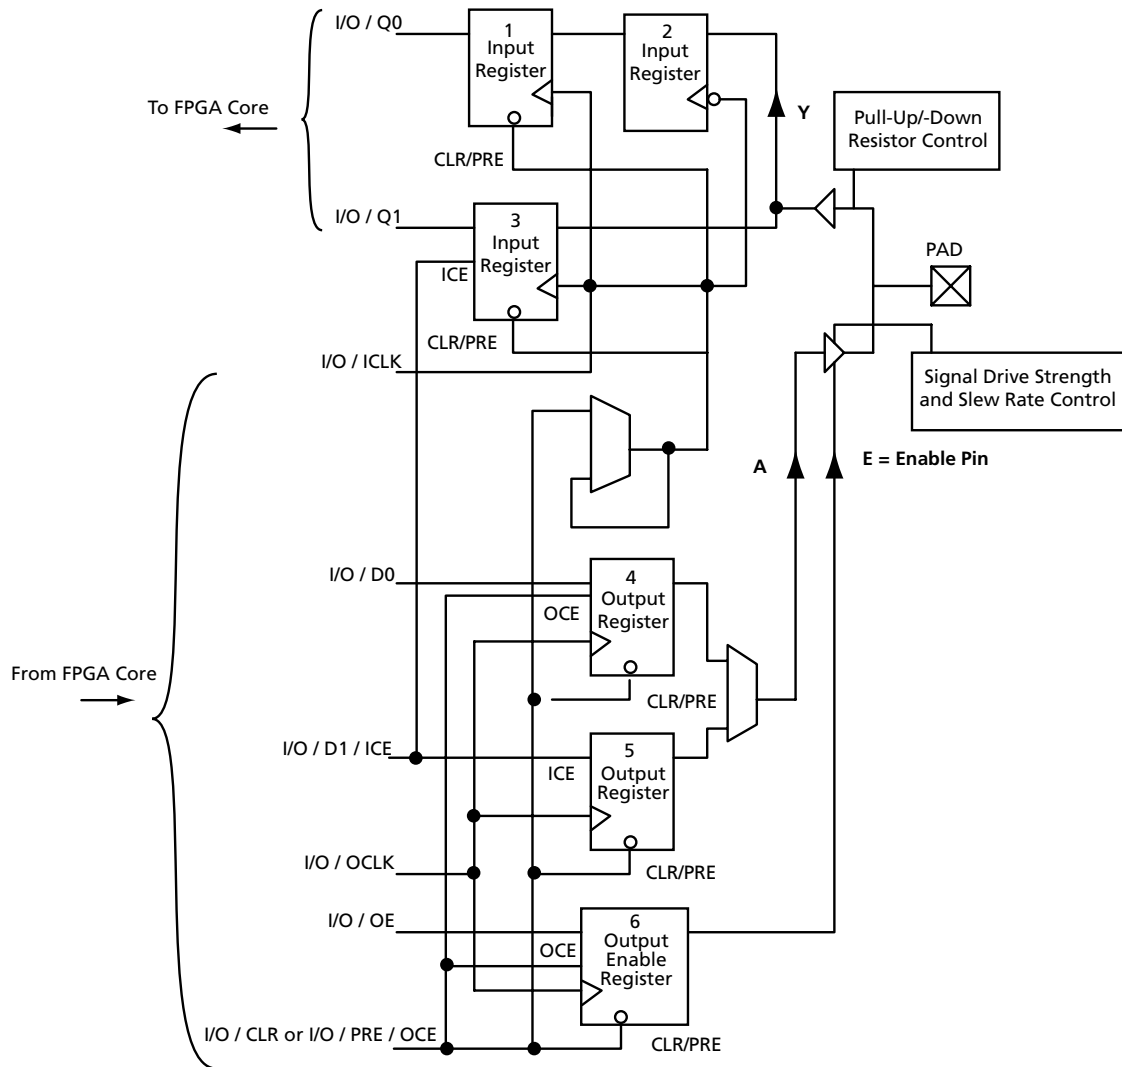 I/O / Q0
1
Input
Register
2
Input
Register
To FPGA Core
Y
Pull-Up/-Down
Resistor Control
CLR/PRE
I/O / Q1
3
Input
Register
ICE
PAD
CLR/PRE
I/O / ICLK
Signal Drive Strength
and Slew Rate Control
A
E = Enable Pin
I/O / D0
4
Output
Register
OCE
From FPGA Core
CLR/PRE
I/O / D1 / ICE
5
Output
Register
ICE
I/O / OCLK
CLR/PRE
I/O / OE
6
Output
Enable
Register
OCE
I/O / CLR or I/O / PRE / OCE
CLR/PRE